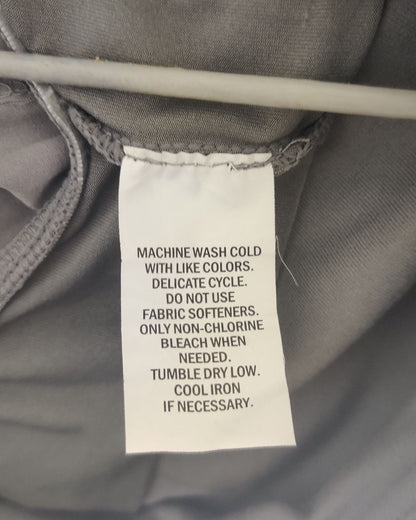 MACHINE WASH COLD
WITH LIKE COLORS.
DELICATE CYCLE.
DO NOT USE
FABRIC SOFTENERS.
ONLY NON-CHLORINE
BLEACH WHEN
NEEDED.
TUMBLE DRY LOW.
COOL IRON
IF NECESSARY.